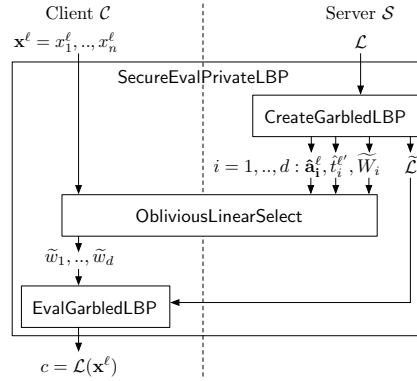 Client 𝒞 Server 𝒮
𝐱^ℓ = x_1^ℓ, .., x_n^ℓ ℒ
SecureEvalPrivateLBP
CreateGarbledLBP
i = 1, .., d : 𝐚̂_𝐢^ℓ, t̂_i^ℓ′, W̃_i ℒ̃
ObliviousLinearSelect
w̃_1, .., w̃_d
EvalGarbledLBP
c = ℒ(𝐱^ℓ)